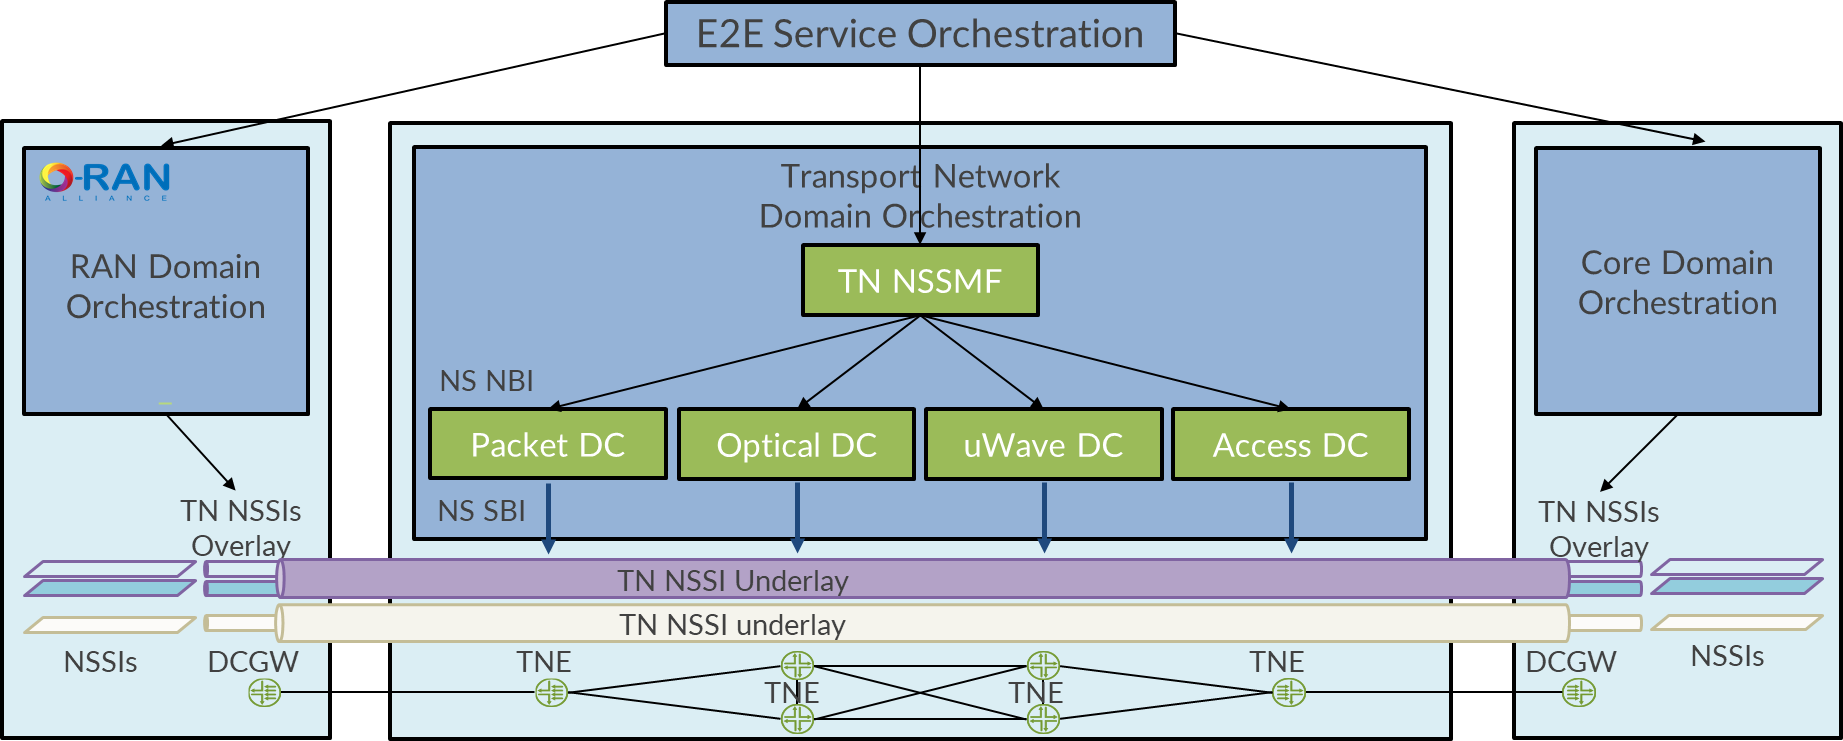 E2E Service Orchestration
O-RAN
ALLIANCE
RAN Domain
Orchestration
Transport Network
Domain Orchestration
TN NSSMF
Core Domain
Orchestration
NS NBI
Packet DC
Optical DC
uWave DC
Access DC
NS SBI
TN NSSIs
Overlay
TN NSSIs
Overlay
TN NSSI Underlay
TN NSSI underlay
NSSIs
DCGW
TNE
TNE
TNE
TNE
DCGW
NSSIs